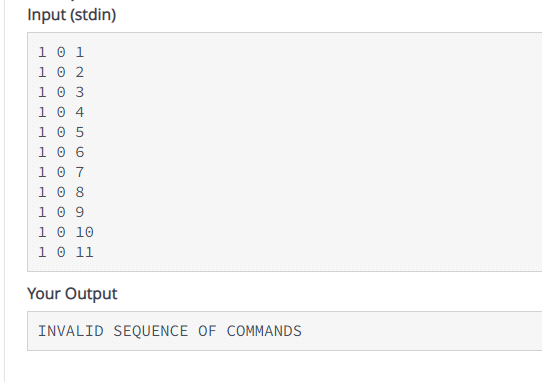 Input (stdin)
1 0 1
1 0 2
1 0 3
1 0 4
1 0 5
1 0 6
1 0 7
1 0 8
1 0 9
1 0 10
1 0 11
Your Output
INVALID SEQUENCE OF COMMANDS